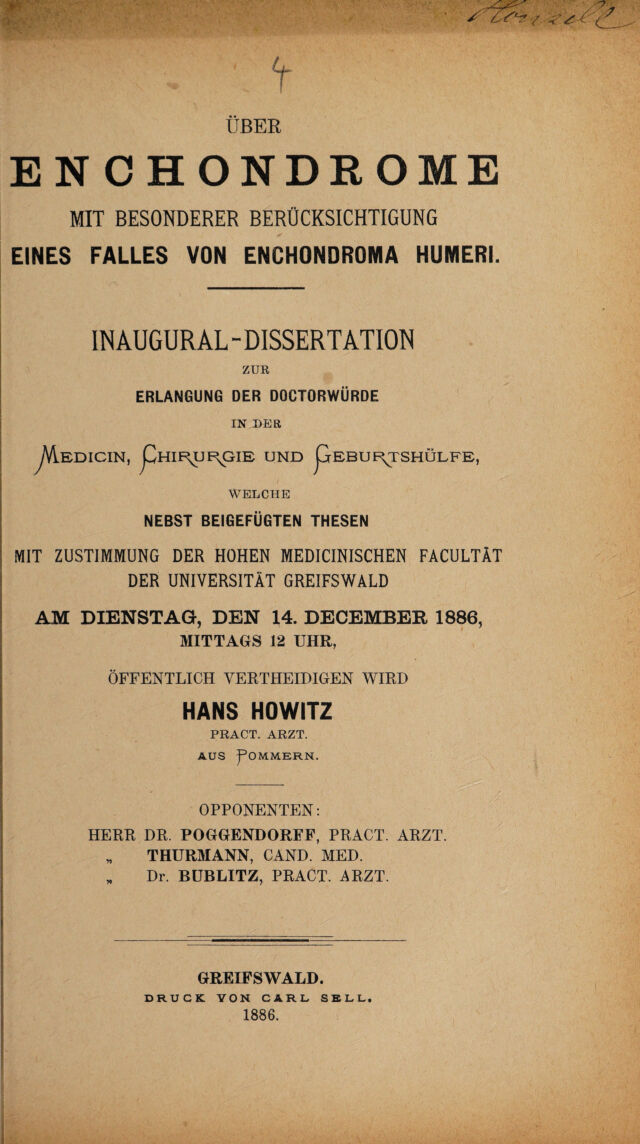 4
ÜBER
ENCHONDROME
MIT BESONDERER BERÜCKSICHTIGUNG
EINES FALLES VON ENCHONDROMA HUMERI.
INAUGURAL-DISSERTATION
ZUR
ERLANGUNG DER DOCTORWÜRDE
IN DER
MEDICIN, CHIRURGIE UND GEBURTSHÜLFE,
WELCHE
NEBST BEIGEFÜGTEN THESEN
MIT ZUSTIMMUNG DER HOHEN MEDICINISCHEN FACULTÄT
DER UNIVERSITÄT GREIFSWALD
AM DIENSTAG, DEN 14. DECEMBER 1886,
MITTAGS 12 UHR,
ÖFFENTLICH VERTHEIDIGEN WIRD
HANS HOWITZ
PRACT. ARZT.
AUS POMMERN.
OPPONENTEN:
HERR DR. POGGENDORFF, PRACT. ARZT.
„ THURMANN, CAND. MED.
„ Dr. BUBLITZ, PRACT. ARZT.
GREIFSWALD.
DRUCK VON CARL SELL.
1886.